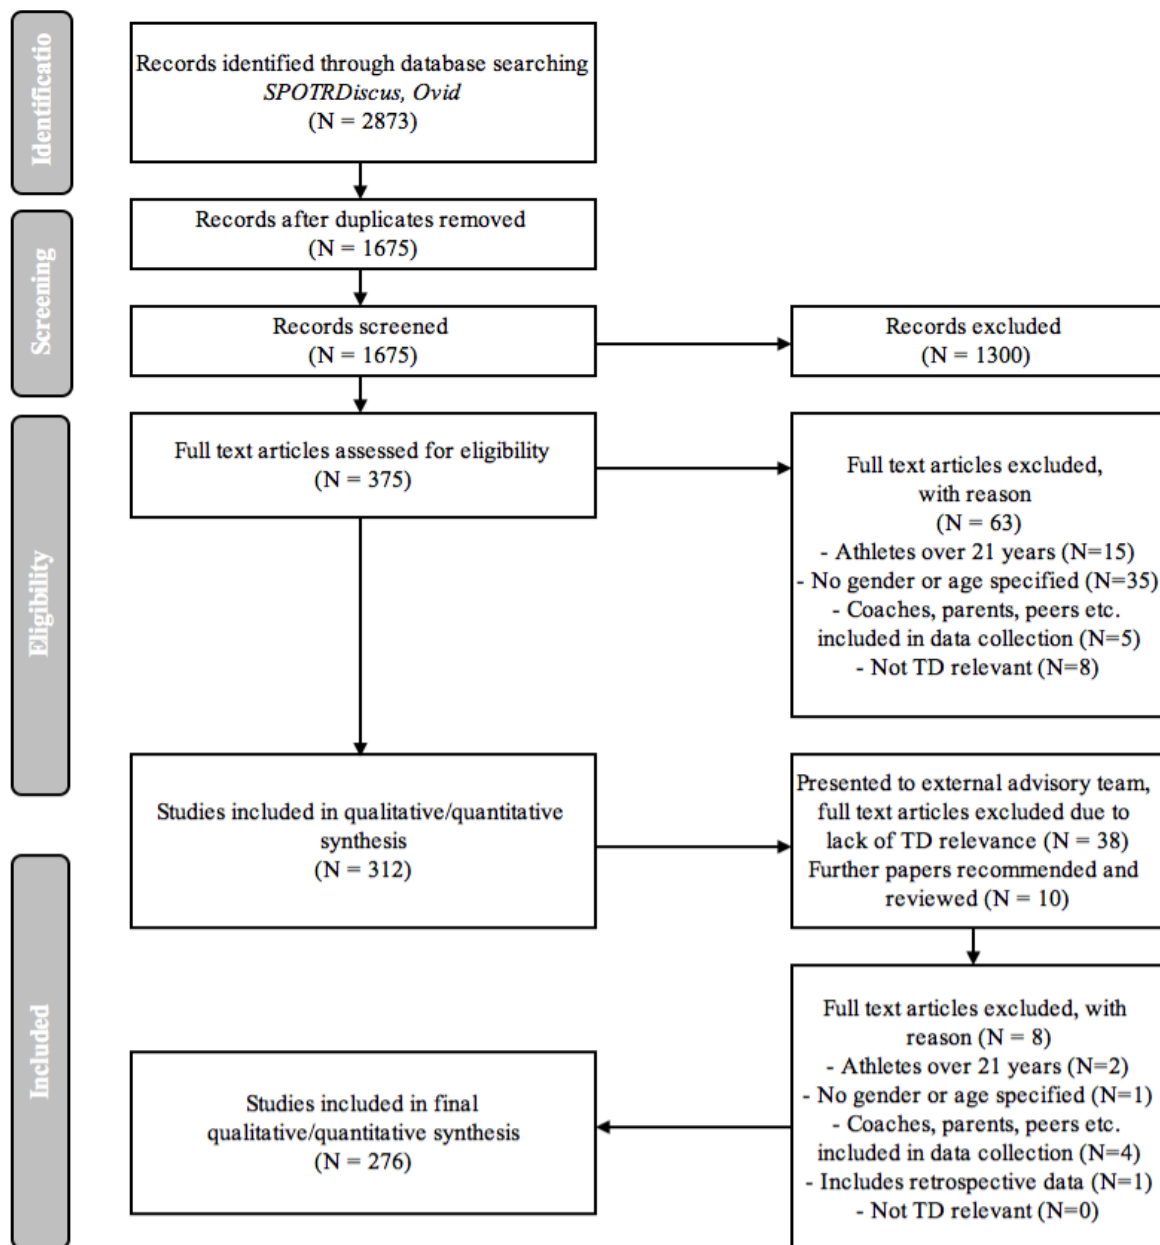 Identificatio
Records identified through database searching
SPOTRDiscus, Ovid
(N = 2873)
Screening
Records after duplicates removed
(N = 1675)
Records screened
(N = 1675)
Records excluded
(N = 1300)
Eligibility
Full text articles assessed for eligibility
(N = 375)
Full text articles excluded,
with reason
(N = 63)
- Athletes over 21 years (N=15)
- No gender or age specified (N=35)
- Coaches, parents, peers etc.
included in data collection (N=5)
- Not TD relevant (N=8)
Studies included in qualitative/quantitative
synthesis
(N = 312)
Presented to external advisory team,
full text articles excluded due to
lack of TD relevance (N = 38)
Further papers recommended and
reviewed (N = 10)
Included
Full text articles excluded, with
reason (N = 8)
- Athletes over 21 years (N=2)
- No gender or age specified (N=1)
- Coaches, parents, peers etc.
included in data collection (N=4)
- Includes retrospective data (N=1)
- Not TD relevant (N=0)
Studies included in final
qualitative/quantitative synthesis
(N = 276)